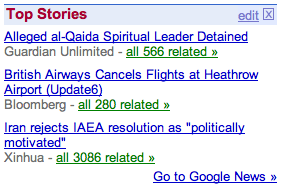 Top Stories edit X
Alleged al-Qaida Spiritual Leader Detained
Guardian Unlimited - all 566 related »
British Airways Cancels Flights at Heathrow
Airport (Update6)
Bloomberg - all 280 related »
Iran rejects IAEA resolution as "politically
motivated"
Xinhua - all 3086 related »
Go to Google News »